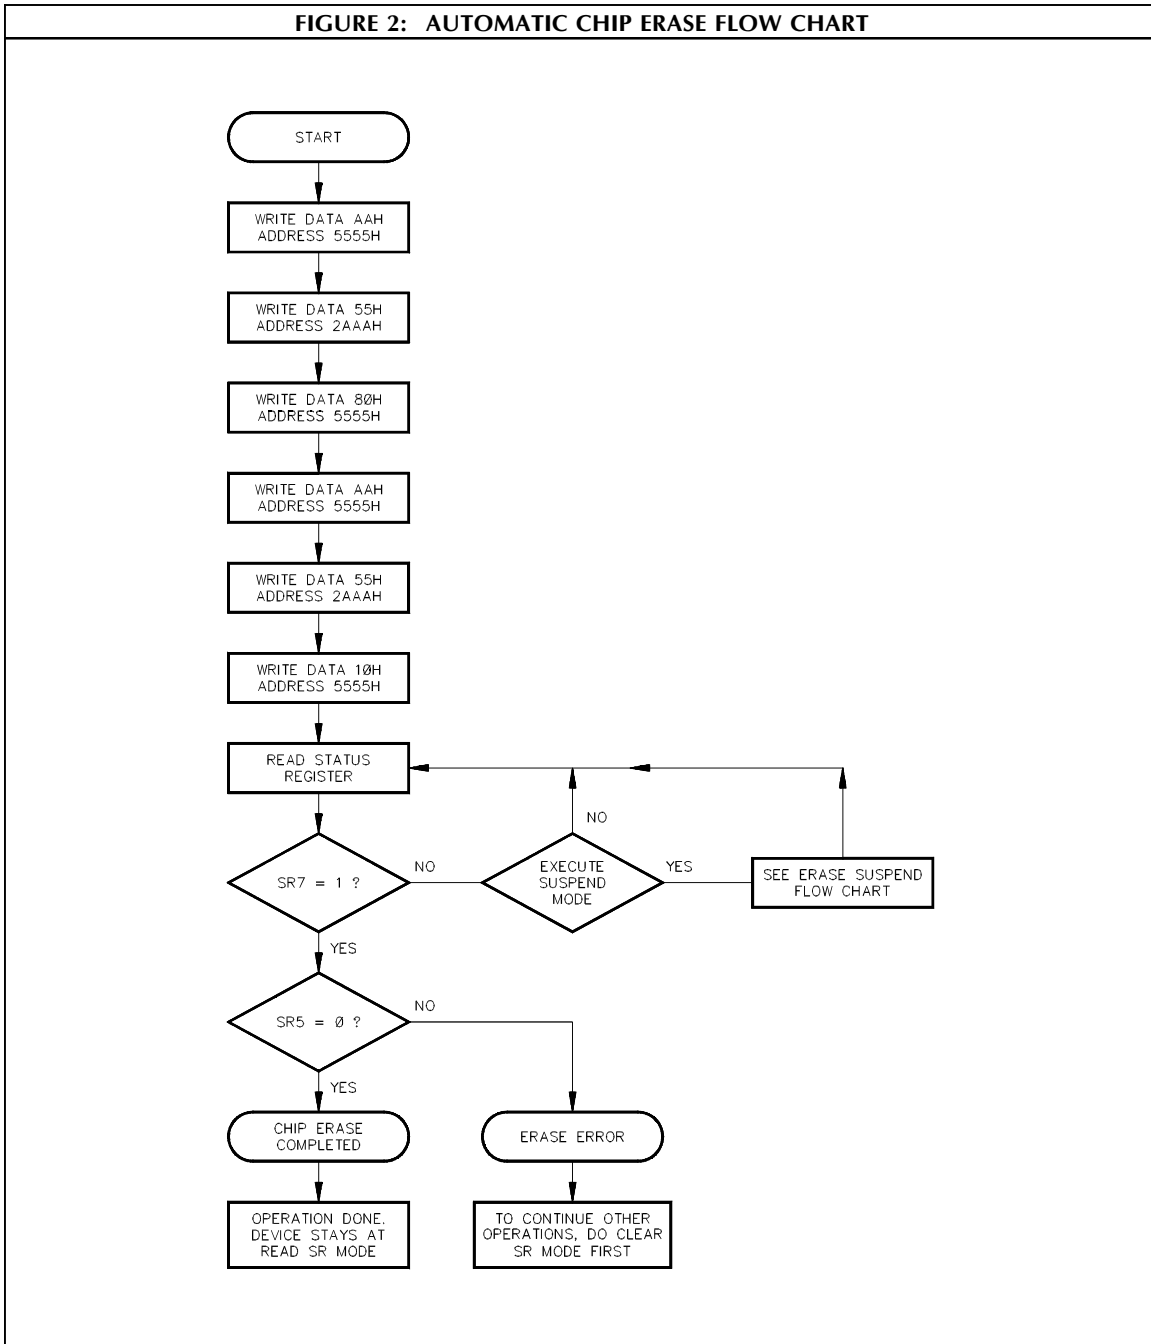 FIGURE 2: AUTOMATIC CHIP ERASE FLOW CHART
START
WRITE DATA AAH
ADDRESS 5555H
WRITE DATA 55H
ADDRESS 2AAAH
WRITE DATA 8ØH
ADDRESS 5555H
WRITE DATA AAH
ADDRESS 5555H
WRITE DATA 55H
ADDRESS 2AAAH
WRITE DATA 1ØH
ADDRESS 5555H
READ STATUS
REGISTER
NO
SR7 = 1 ?
NO
EXECUTE
SUSPEND
MODE
YES
SEE ERASE SUSPEND
FLOW CHART
YES
SR5 = Ø ?
NO
YES
CHIP ERASE
COMPLETED
ERASE ERROR
OPERATION DONE.
DEVICE STAYS AT
READ SR MODE
TO CONTINUE OTHER
OPERATIONS, DO CLEAR
SR MODE FIRST